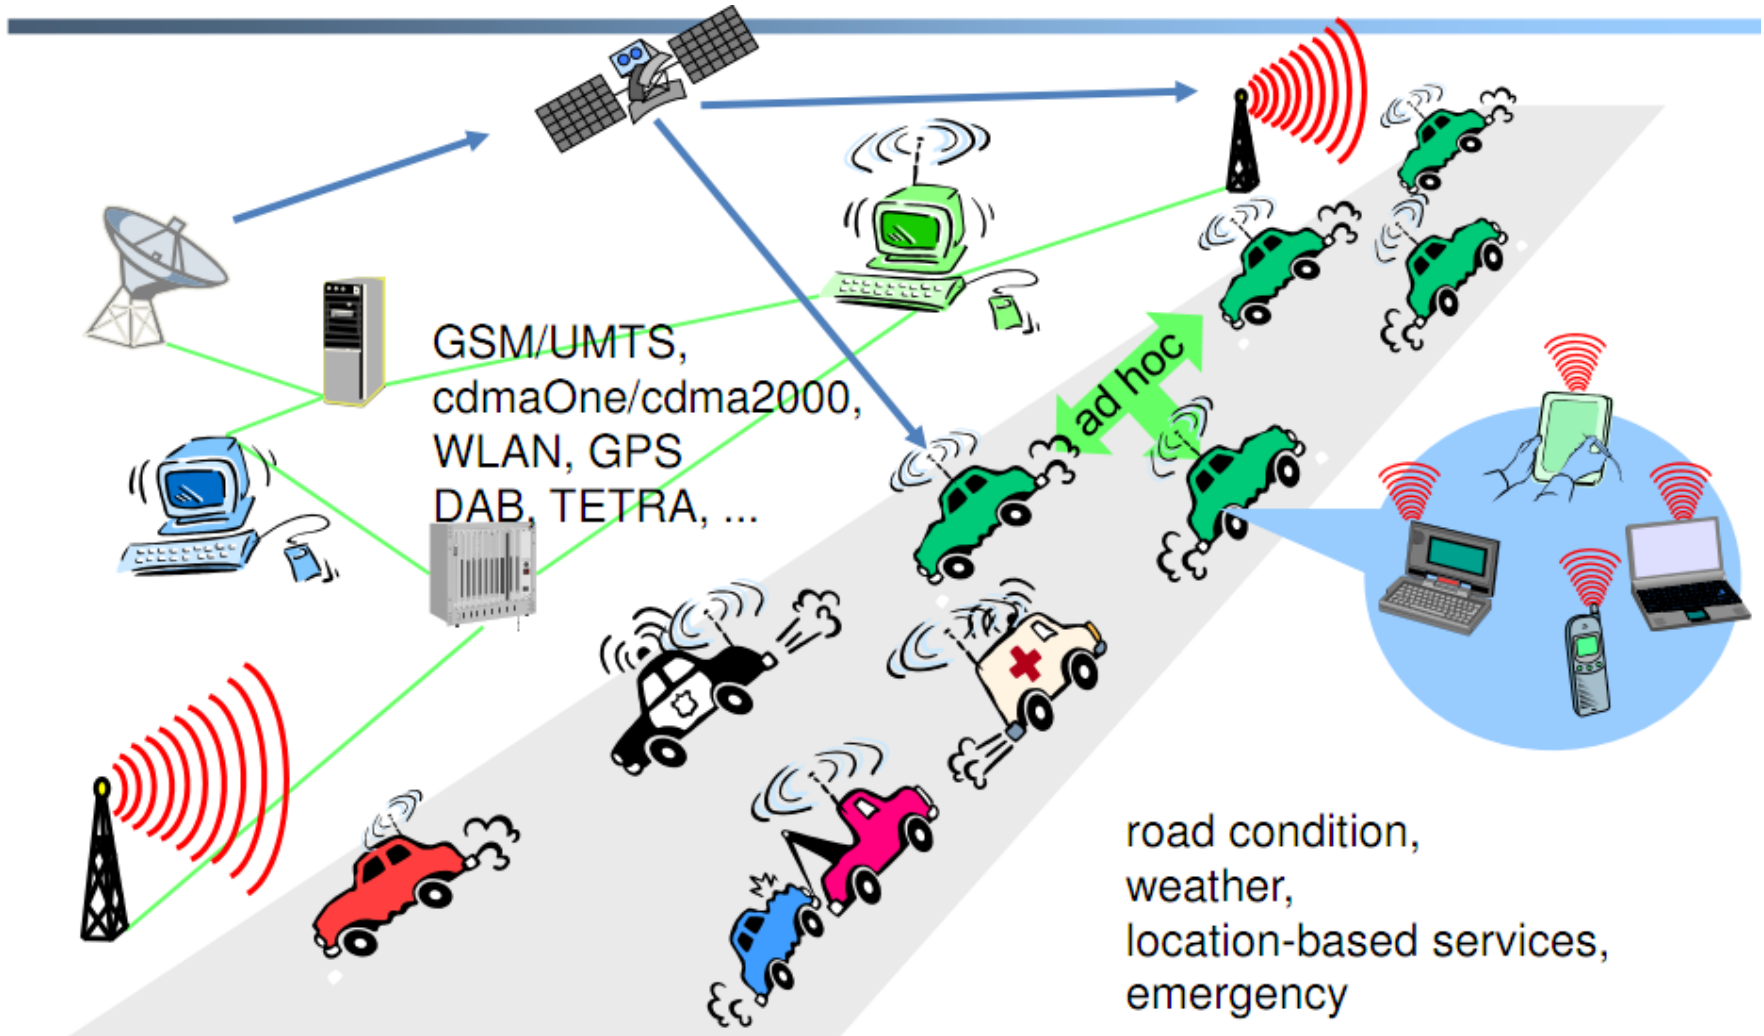 GSM/UMTS,
cdmaOne/cdma2000,
WLAN, GPS
DAB, TETRA, ...
ad hoc
road condition,
weather,
location-based services,
emergency